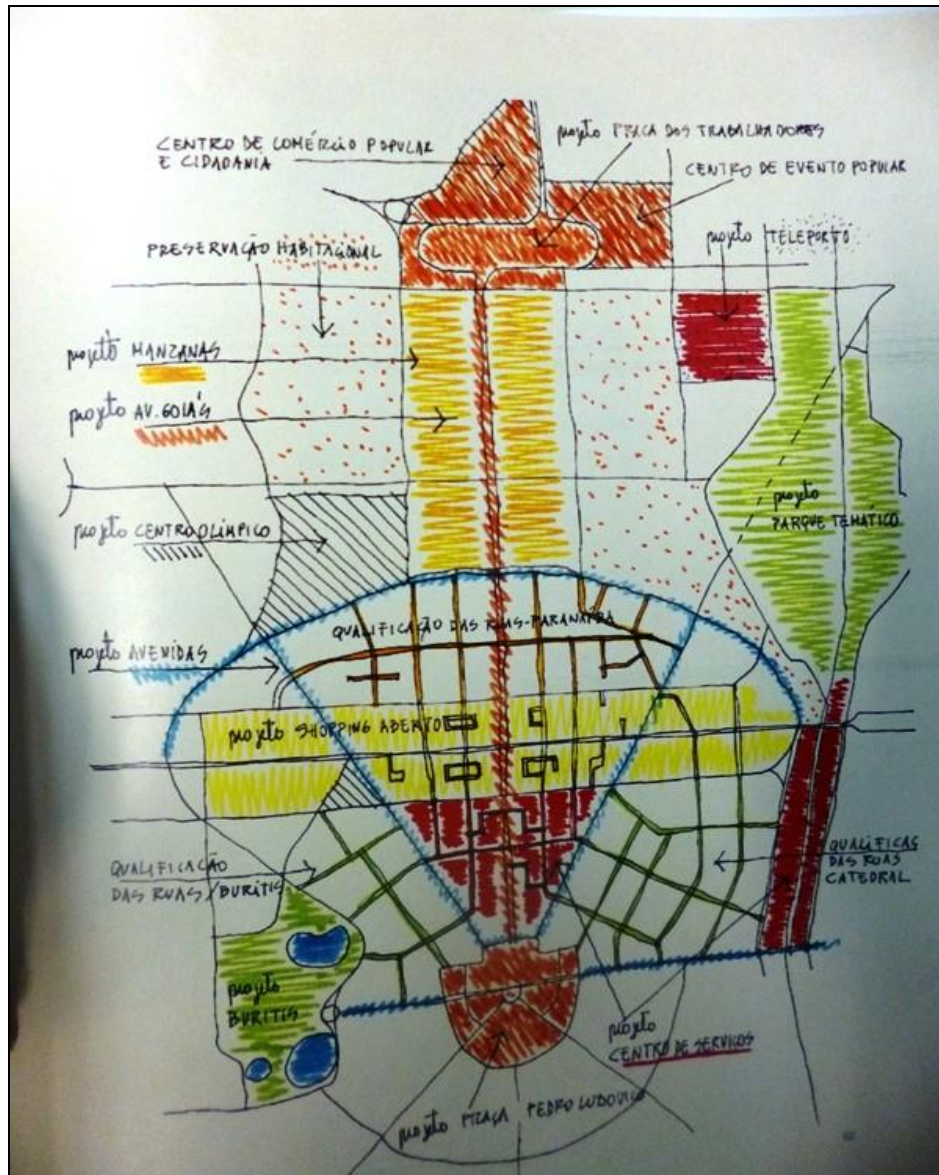 CENTRO DE COMÉRCIO POPULAR
E CIDADANIA
projeto PRAÇA DOS TRABALHADORES
CENTRO DE EVENTO POPULAR
PRESERVAÇÃO HABITACIONAL
projeto TELEPORTO
projeto MANZANAS
projeto AV. GOIÁS
projeto CENTRO OLÍMPICO
projeto
PARQUE TEMÁTICO
QUALIFICAÇÃO DAS RUAS-PARANAÍBA
projeto AVENIDAS
projeto SHOPPING ABERTO
QUALIFICAÇÃO
DAS RUAS/BURITIS
QUALIFICAS
DAS RUAS
CATEDRAL
projeto
BURITIS
projeto
CENTRO DE SERVIÇOS
projeto PRAÇA PEDRO LUDOVICO